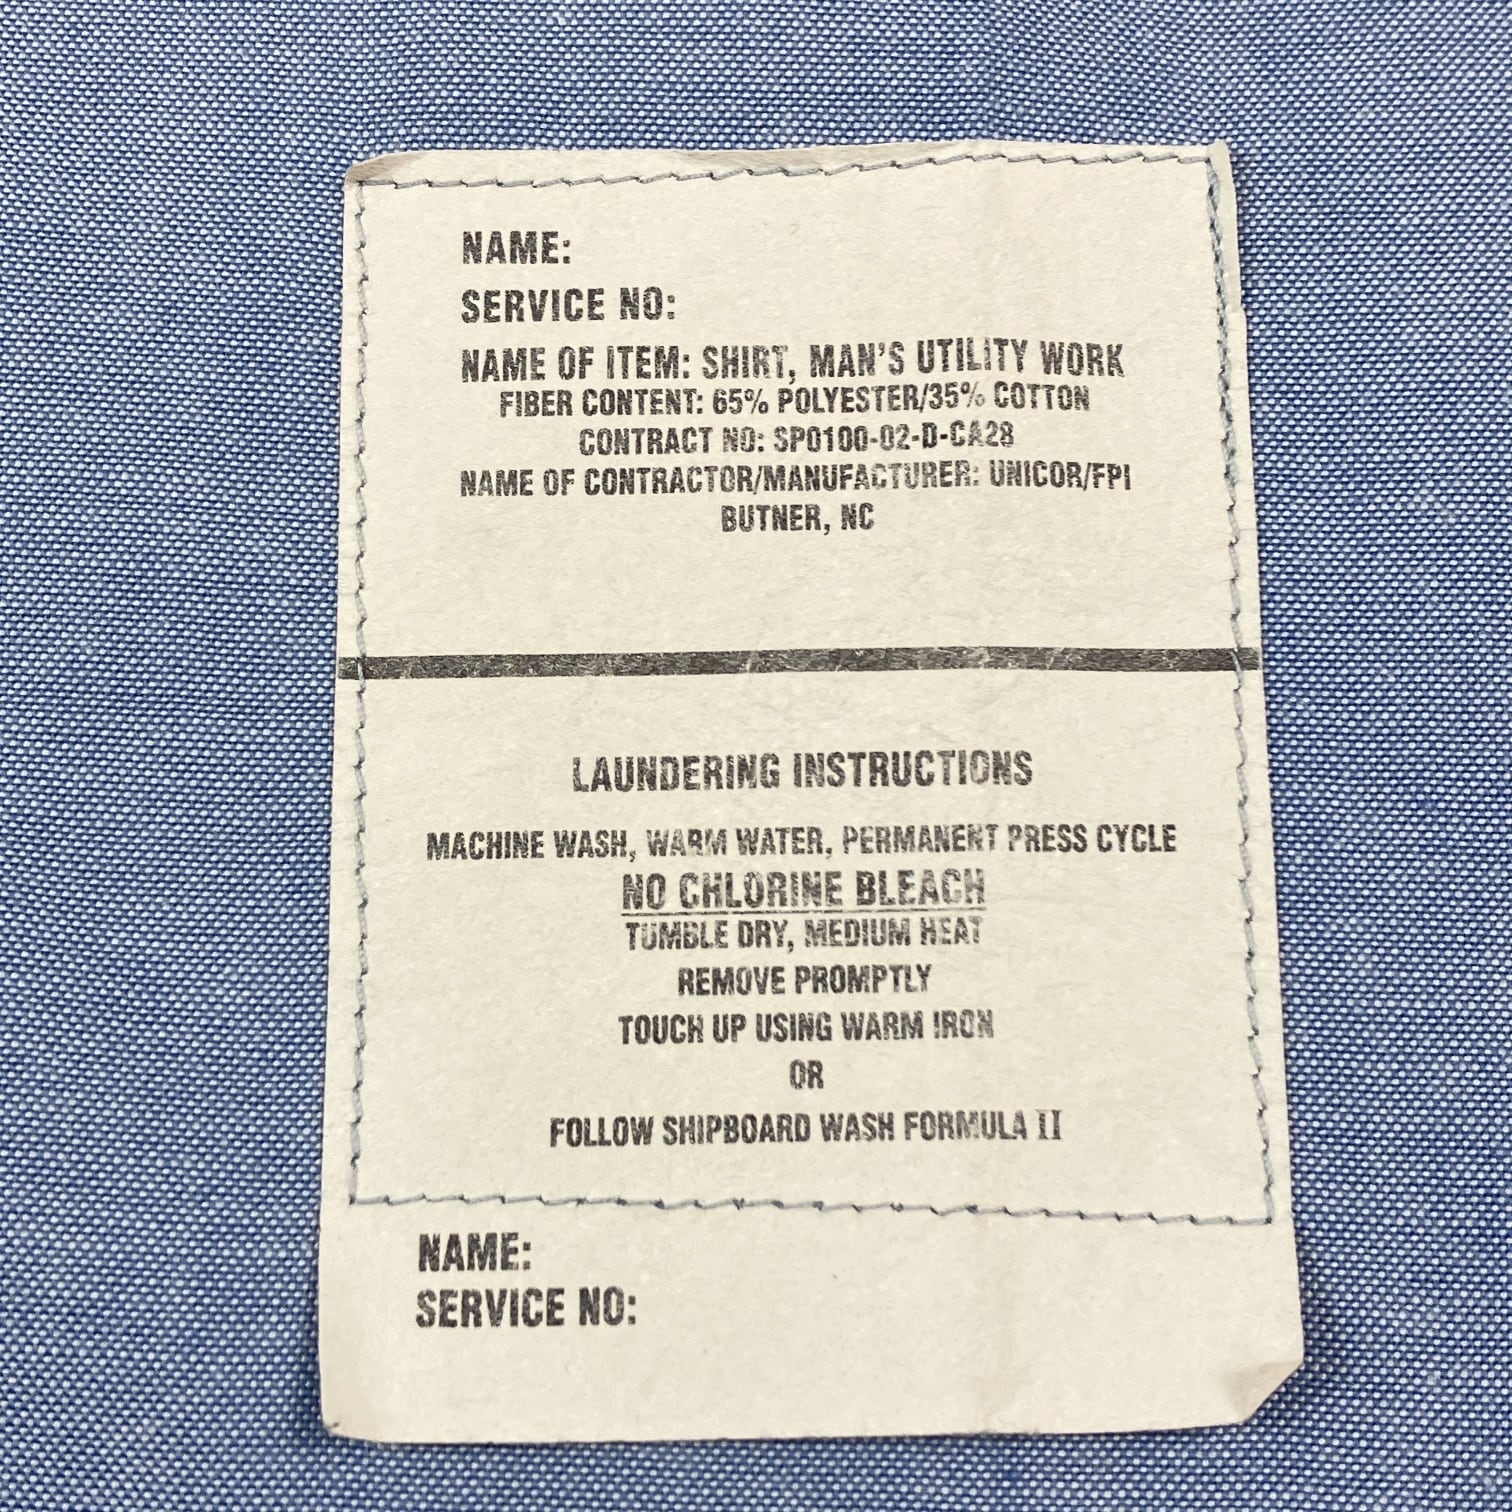 NAME:
SERVICE NO:
NAME OF ITEM: SHIRT, MAN'S UTILITY WORK
FIBER CONTENT: 65% POLYESTER/35% COTTON
CONTRACT NO: SP0100-02-D-CA28
NAME OF CONTRACTOR/MANUFACTURER: UNICOR/FPI
BUTNER, NC
LAUNDERING INSTRUCTIONS
MACHINE WASH, WARM WATER, PERMANENT PRESS CYCLE
NO CHLORINE BLEACH
TUMBLE DRY, MEDIUM HEAT
REMOVE PROMPTLY
TOUCH UP USING WARM IRON
OR
FOLLOW SHIPBOARD WASH FORMULA II
NAME:
SERVICE NO: